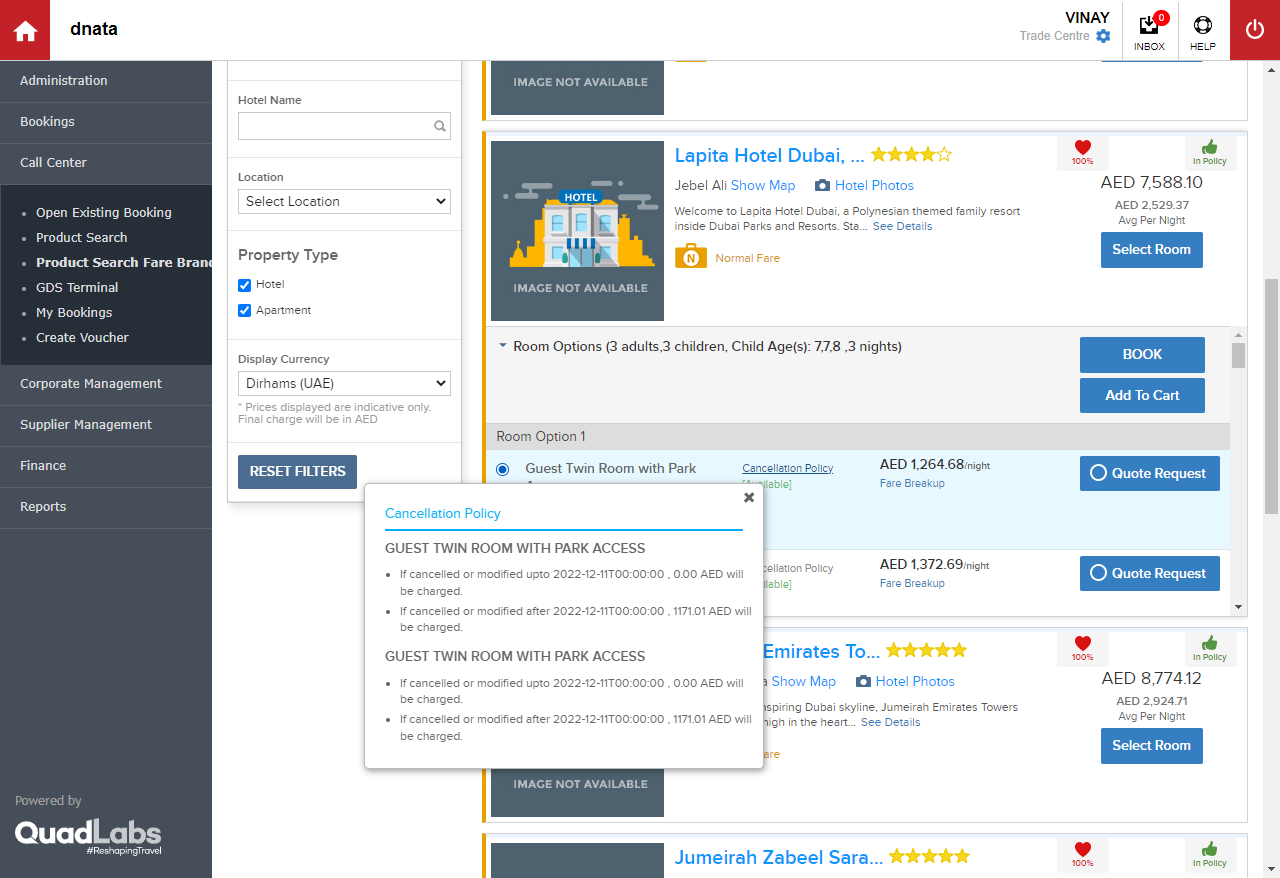 dnata
VINAY
Trade Centre
0
INBOX
HELP
Administration
Bookings
Call Center
Open Existing Booking
Product Search
Product Search Fare Brand
GDS Terminal
My Bookings
Create Voucher
Corporate Management
Supplier Management
Finance
Reports
Powered by
QuadLabs
#ReshapingTravel
Hotel Name
Location
Select Location
Property Type
Hotel
Apartment
Display Currency
Dirhams (UAE)
* Prices displayed are indicative only.
Final charge will be in AED
RESET FILTERS
IMAGE NOT AVAILABLE
HOTEL
IMAGE NOT AVAILABLE
Lapita Hotel Dubai, ...
100%
In Policy
Jebel Ali Show Map Hotel Photos
Welcome to Lapita Hotel Dubai, a Polynesian themed family resort
inside Dubai Parks and Resorts. Sta... See Details
N Normal Fare
AED 7,588.10
AED 2,529.37
Avg Per Night
Select Room
Room Options (3 adults,3 children, Child Age(s): 7,7,8 ,3 nights)
BOOK
Add To Cart
Room Option 1
Guest Twin Room with Park
Cancellation Policy
AED 1,264.68/night
Fare Breakup
Quote Request
cellation Policy
ilable]
AED 1,372.69/night
Fare Breakup
Quote Request
Cancellation Policy
GUEST TWIN ROOM WITH PARK ACCESS
If cancelled or modified upto 2022-12-11T00:00:00 , 0.00 AED will
be charged.
If cancelled or modified after 2022-12-11T00:00:00 , 1171.01 AED will
be charged.
GUEST TWIN ROOM WITH PARK ACCESS
If cancelled or modified upto 2022-12-11T00:00:00 , 0.00 AED will
be charged.
If cancelled or modified after 2022-12-11T00:00:00 , 1171.01 AED will
be charged.
Emirates To...
100%
In Policy
Show Map Hotel Photos
nspiring Dubai skyline, Jumeirah Emirates Towers
high in the heart... See Details
are
AED 8,774.12
AED 2,924.71
Avg Per Night
Select Room
IMAGE NOT AVAILABLE
Jumeirah Zabeel Sara...
100%
In Policy